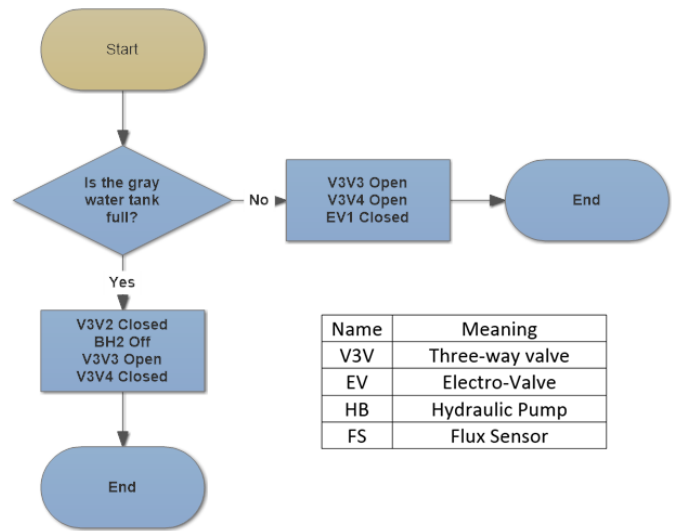 Start
Is the gray
water tank
full?
No
V3V3 Open
V3V4 Open
EV1 Closed
End
Yes
V3V2 Closed
BH2 Off
V3V3 Open
V3V4 Closed
End
Name Meaning
V3V Three-way valve
EV Electro-Valve
HB Hydraulic Pump
FS Flux Sensor